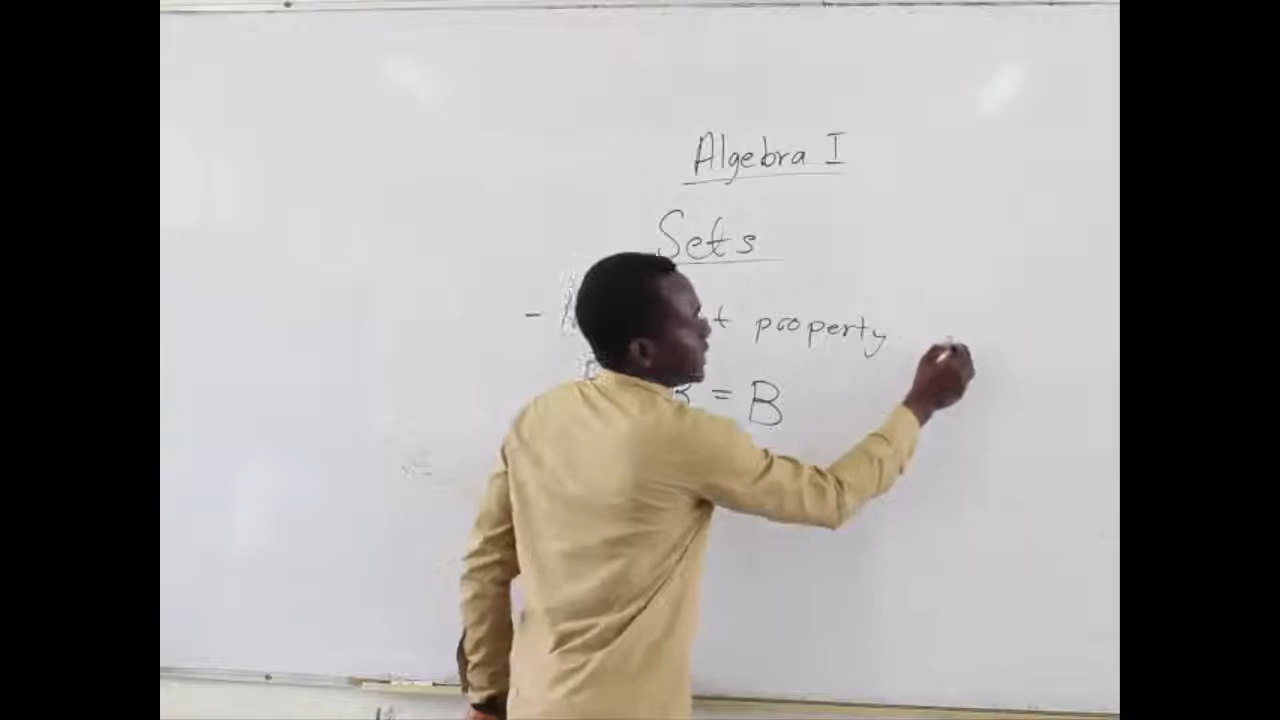 Algebra I
Sets
- property
= B